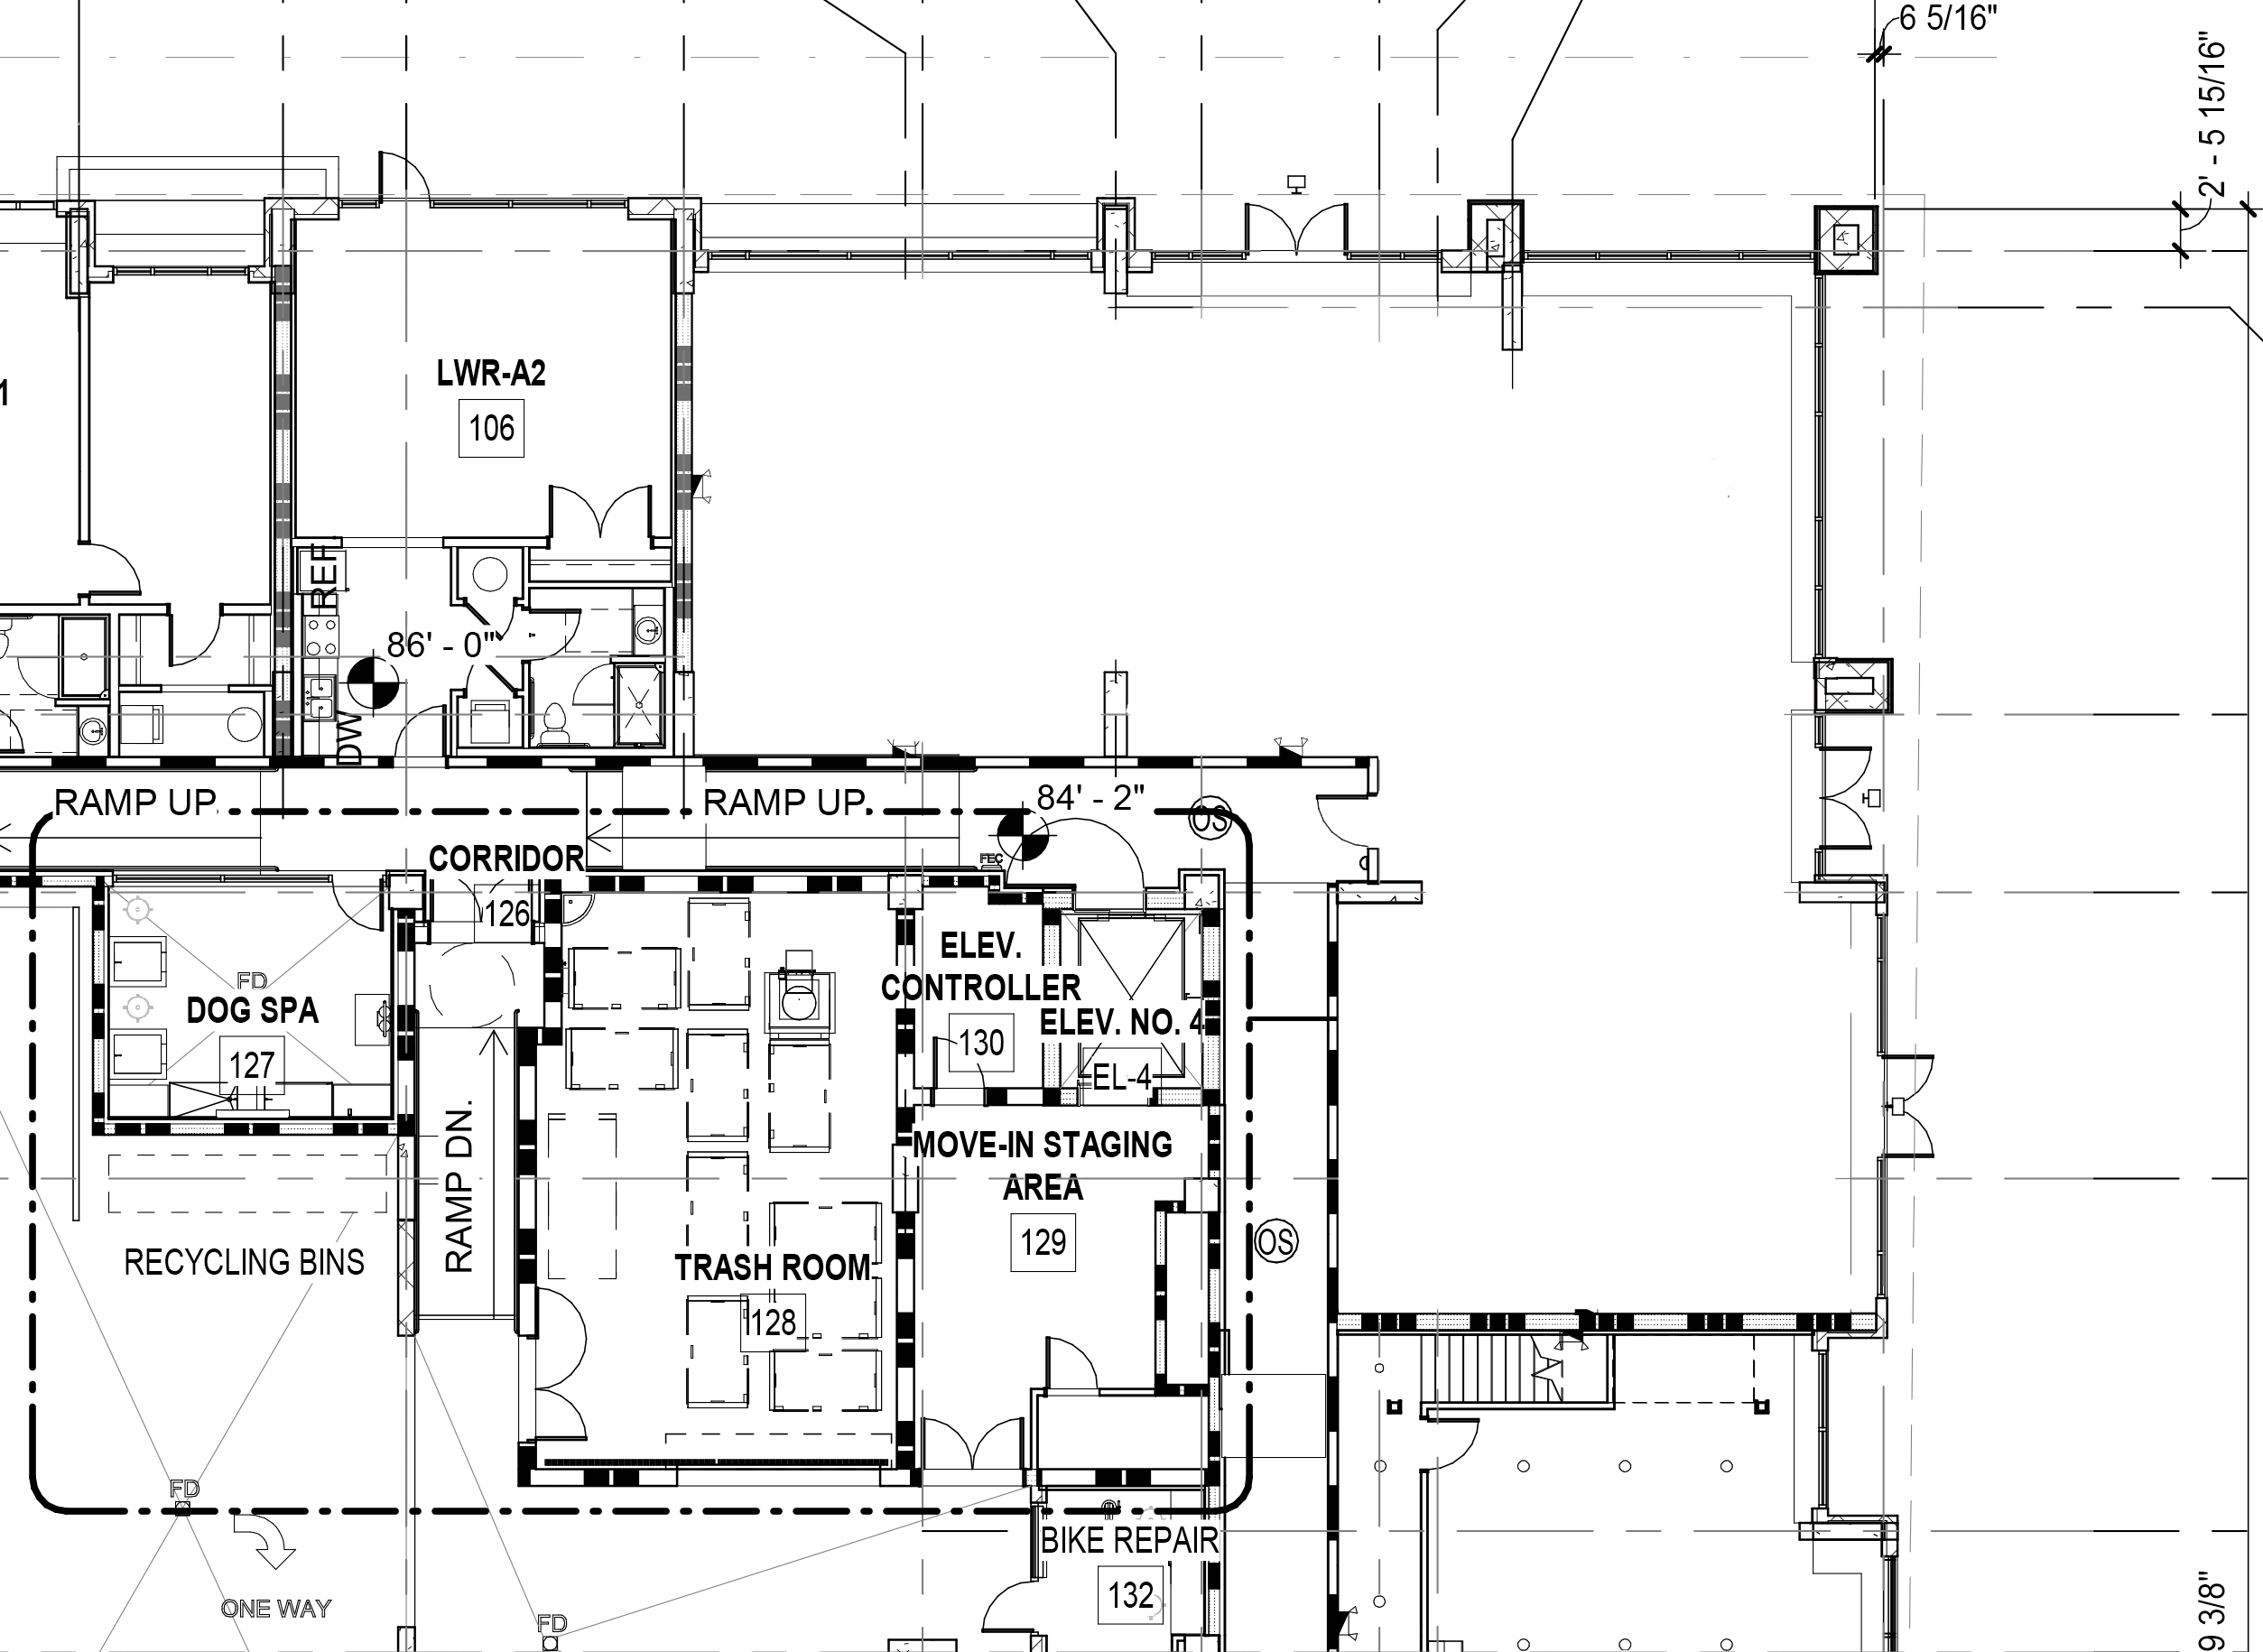 6 5/16"
2' - 5 15/16"
LWR-A2
106
1
REF
86' - 0"
DW
RAMP UP
RAMP UP
84' - 2"
OS
CORRIDOR
126
FEC
ELEV.
CONTROLLER
130
ELEV. NO. 4
EL-4
FD
DOG SPA
127
RAMP DN.
MOVE-IN STAGING
AREA
129
OS
RECYCLING BINS
TRASH ROOM
128
FD
ONE WAY
FD
BIKE REPAIR
132
9 3/8"